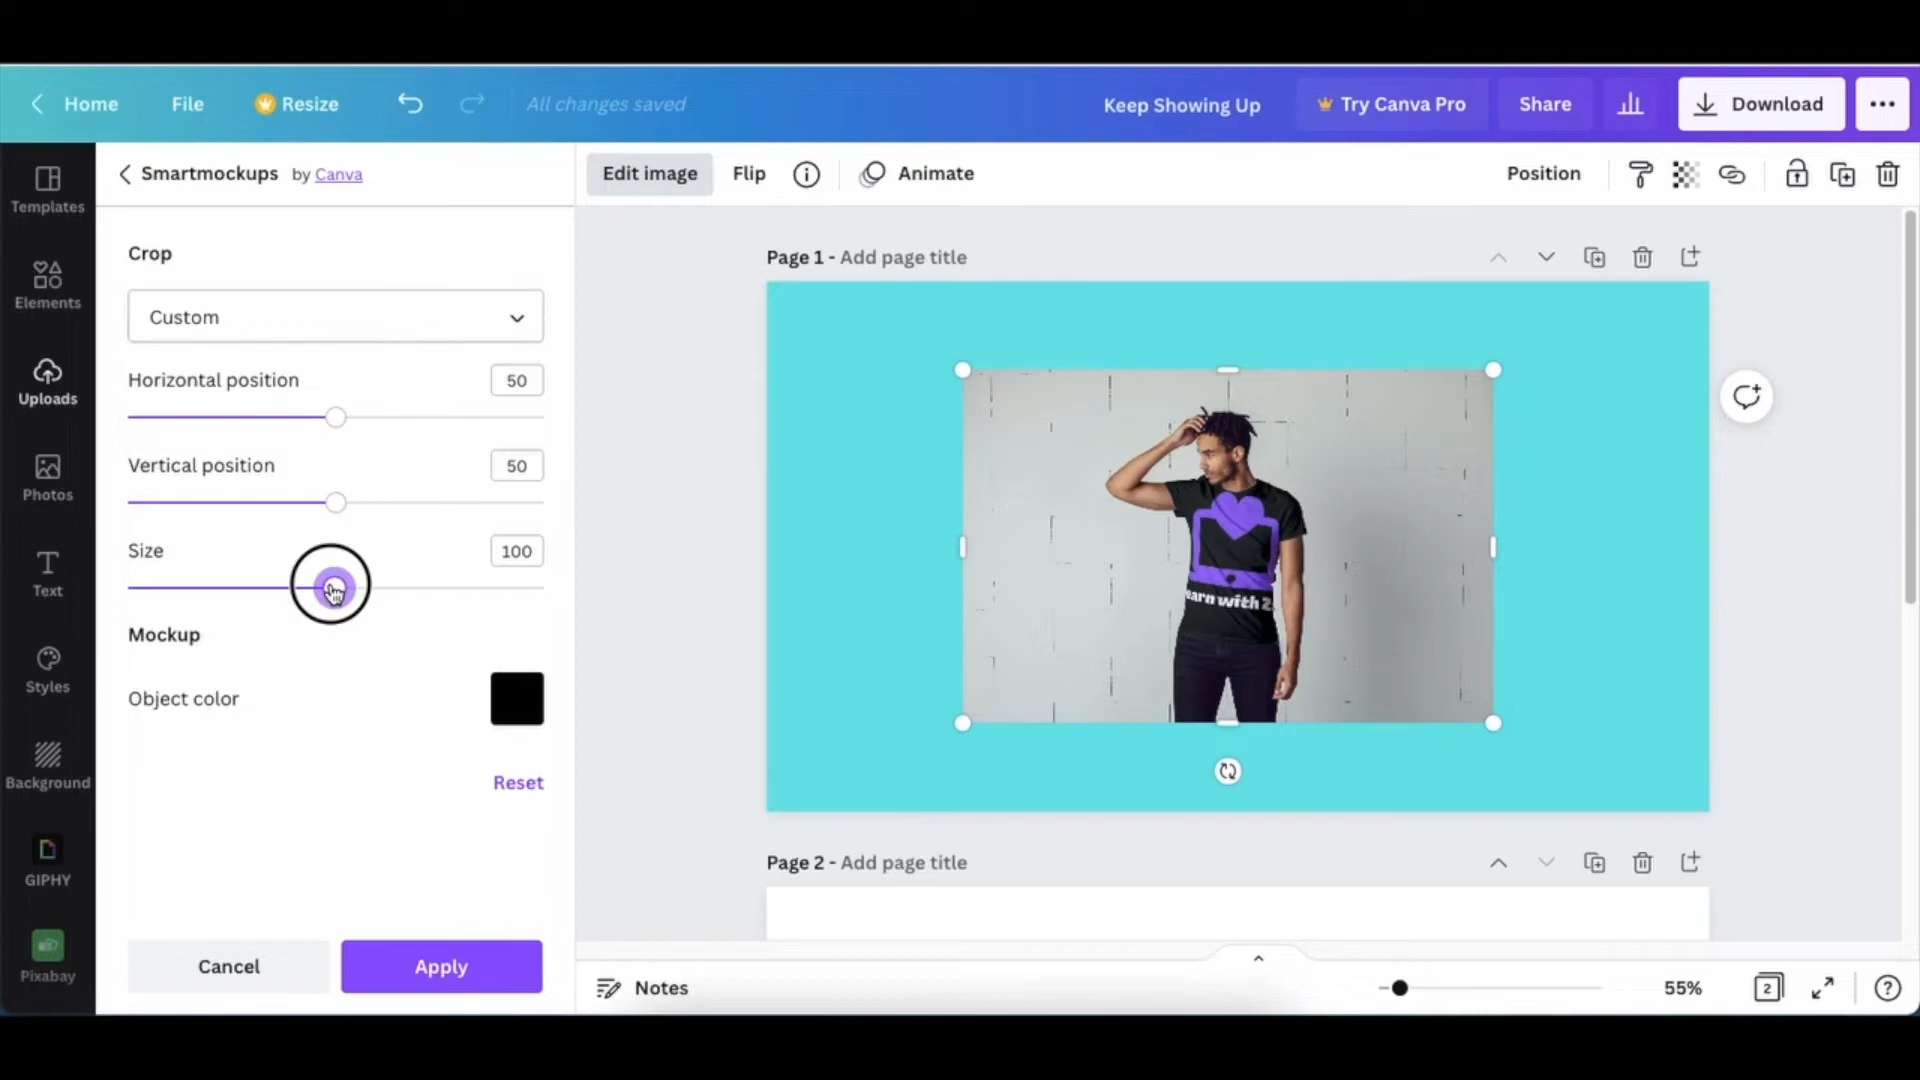 Home File Resize All changes saved Keep Showing Up Try Canva Pro Share Download
Smartmockups by Canva
Edit image Flip Animate Position
Templates
Elements
Uploads
Photos
Text
Styles
Background
GIPHY
Pixabay
Crop
Custom
Horizontal position 50
Vertical position 50
Size 100
Mockup
Object color
Reset
Cancel Apply
Page 1 - Add page title
earn with 2
Page 2 - Add page title
Notes 55% 2 ?